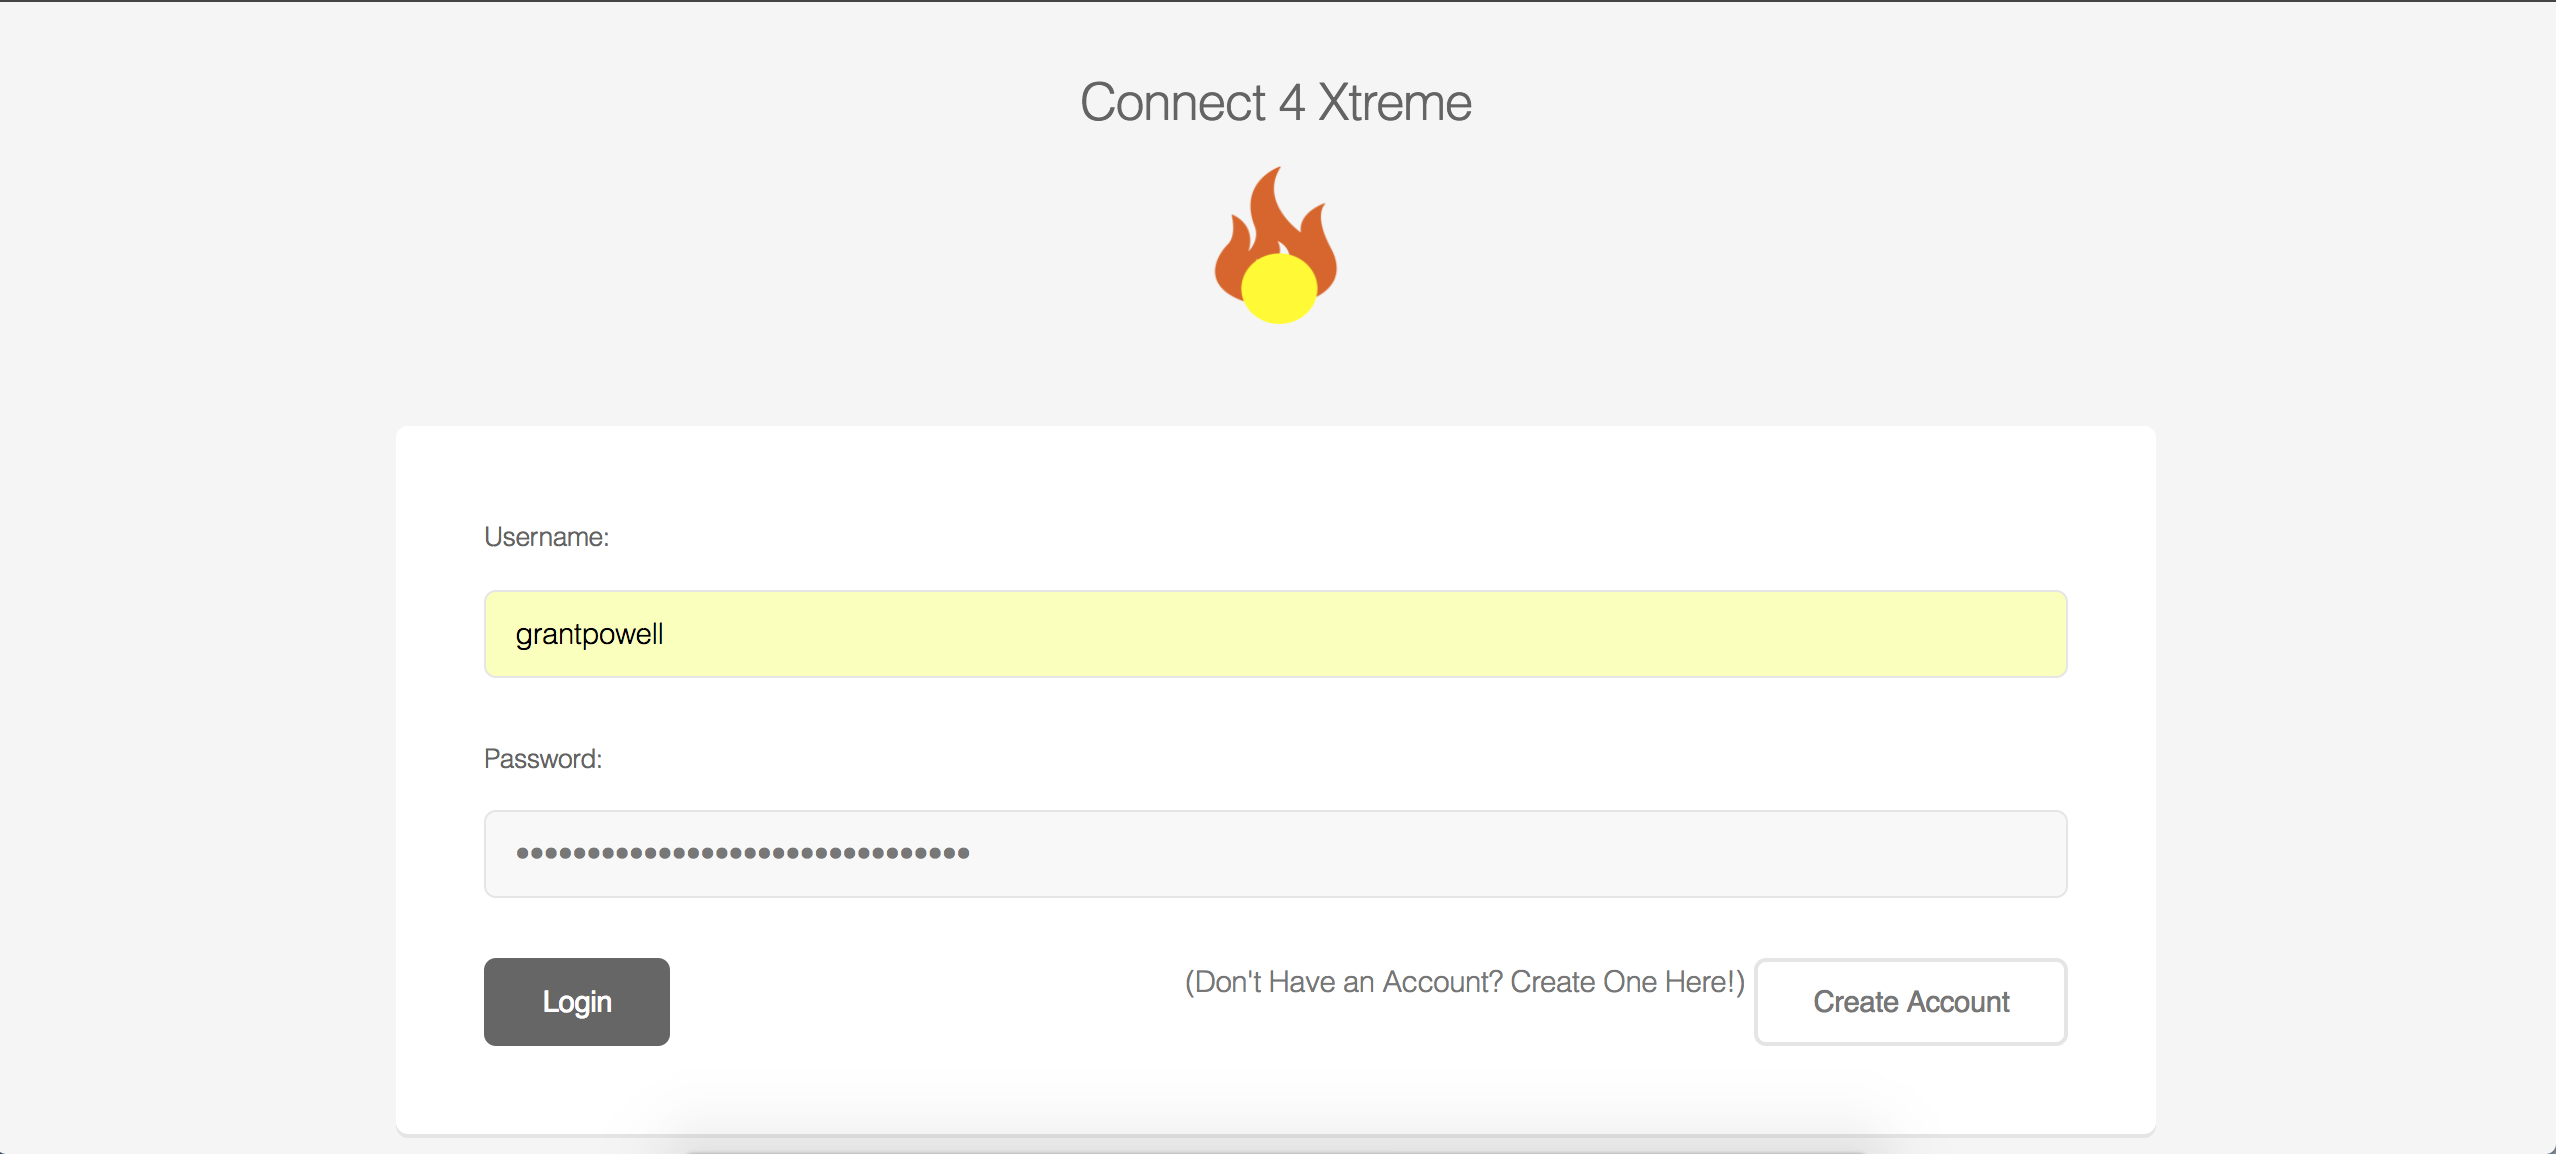 Connect 4 Xtreme
Username:
grantpowell
Password:
••••••••••••••••••••••••••••••••
Login
(Don't Have an Account? Create One Here!)
Create Account